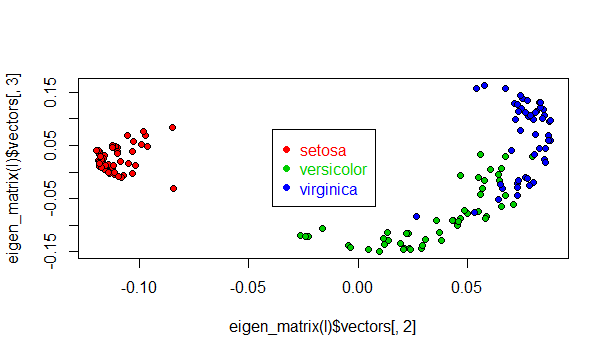 eigen_matrix(l)$vectors[, 3]
0.15
0.05
-0.05
-0.15
setosa
versicolor
virginica
-0.10
-0.05
0.00
0.05
eigen_matrix(l)$vectors[, 2]